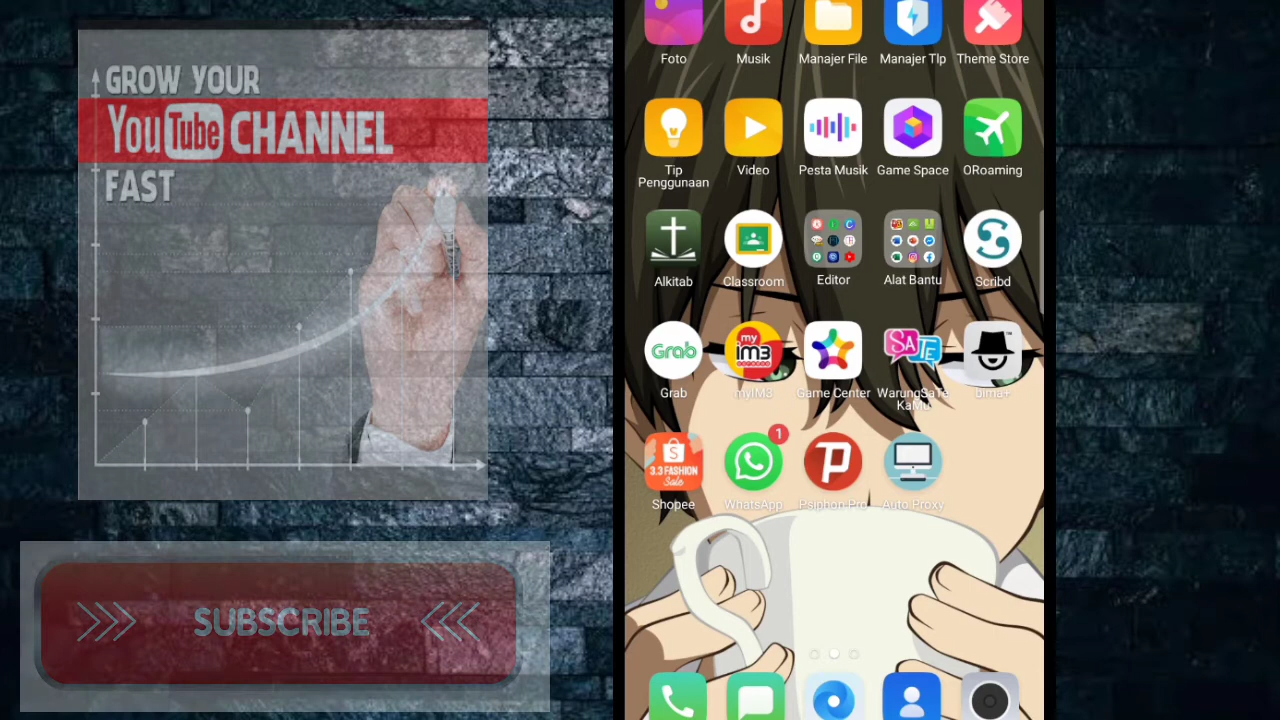 GROW YOUR
YouTube CHANNEL
FAST
SUBSCRIBE
Foto
Musik
Manajer File
Manajer Tlp
Theme Store
Tip
Penggunaan
Video
Pesta Musik
Game Space
ORoaming
Alkitab
Classroom
Editor
Alat Bantu
Scribd
Grab
my
im3
ooredoo
SATE
Grab
myIM3
Game Center
WarungSaTe
KaMu
bima+
S
3.3 FASHION
Sale
1
Shopee
WhatsApp
Psiphon Pro
Auto Proxy